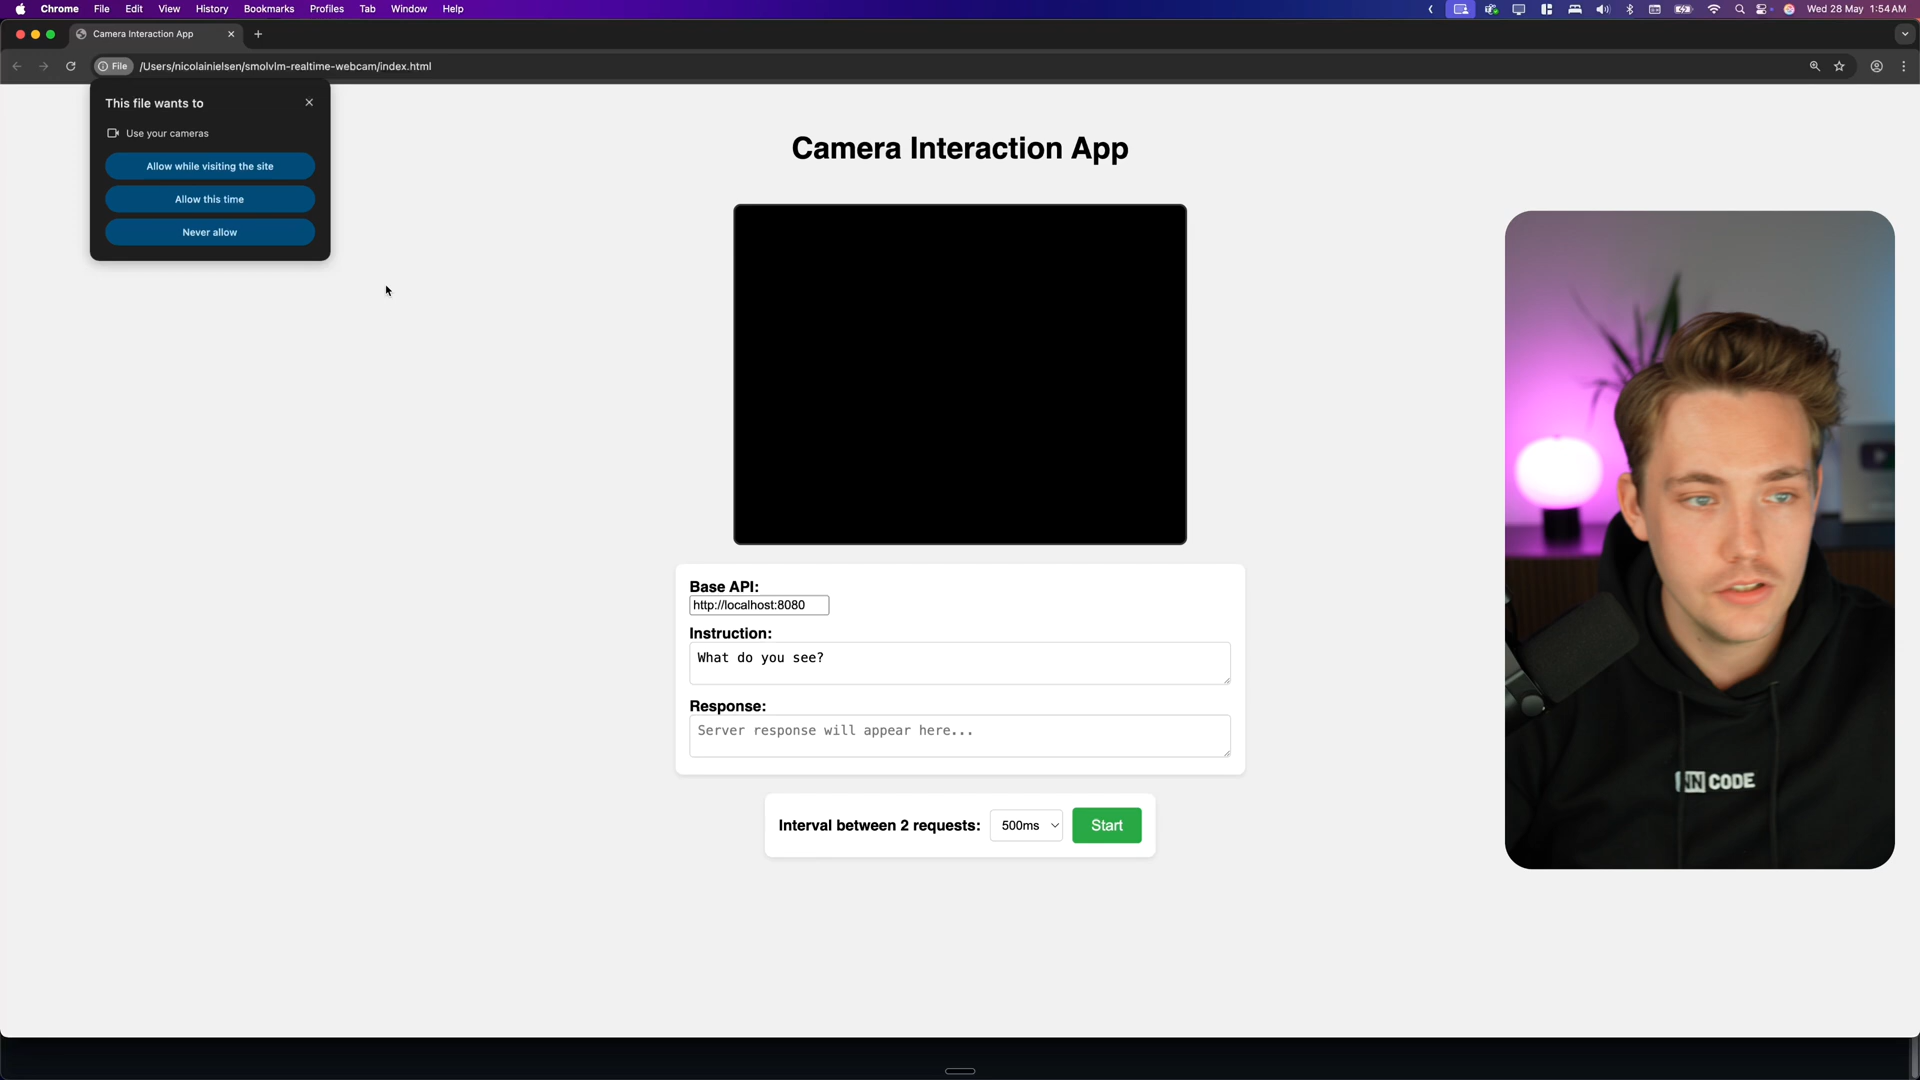 Chrome File Edit View History Bookmarks Profiles Tab Window Help
Wed 28 May 1:54 AM
Camera Interaction App
File /Users/nicolainielsen/smolvlm-realtime-webcam/index.html
This file wants to
Use your cameras
Allow while visiting the site
Allow this time
Never allow
Camera Interaction App
Base API:
http://localhost:8080
Instruction:
What do you see?
Response:
Server response will appear here...
Interval between 2 requests: 500ms Start
NN CODE